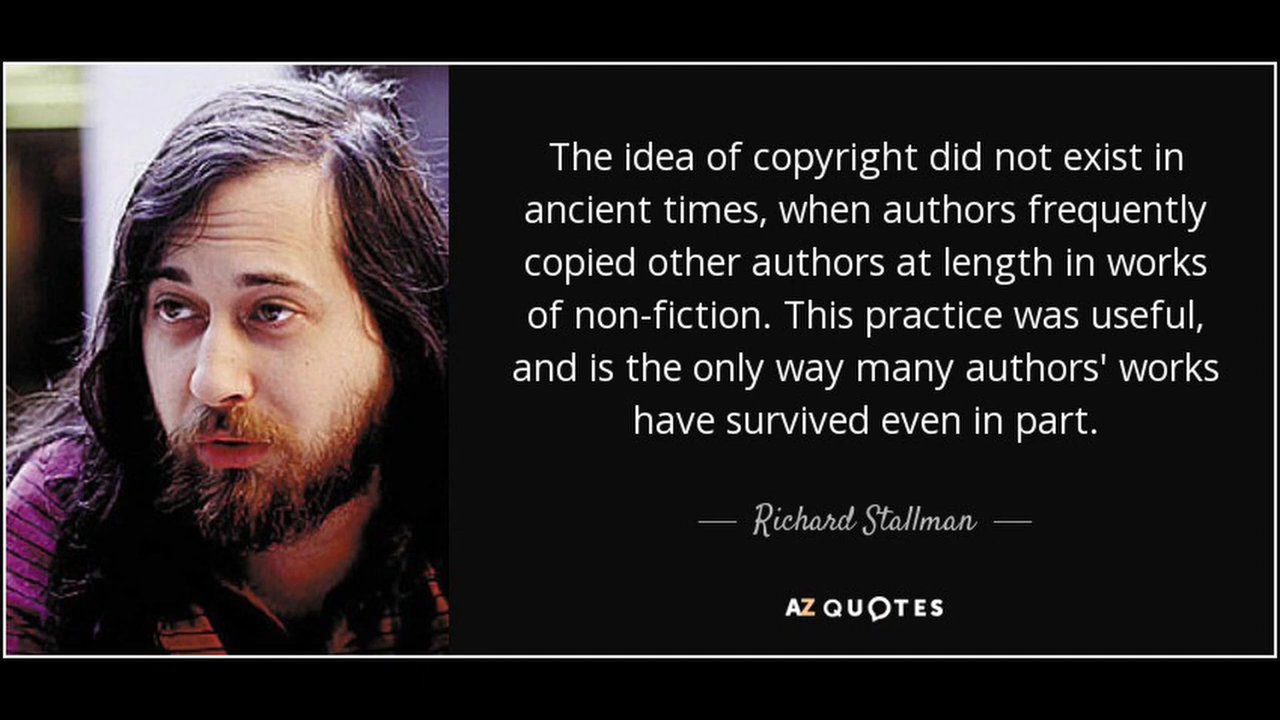 The idea of copyright did not exist in
ancient times, when authors frequently
copied other authors at length in works
of non-fiction. This practice was useful,
and is the only way many authors' works
have survived even in part.
Richard Stallman
AZ QUOTES